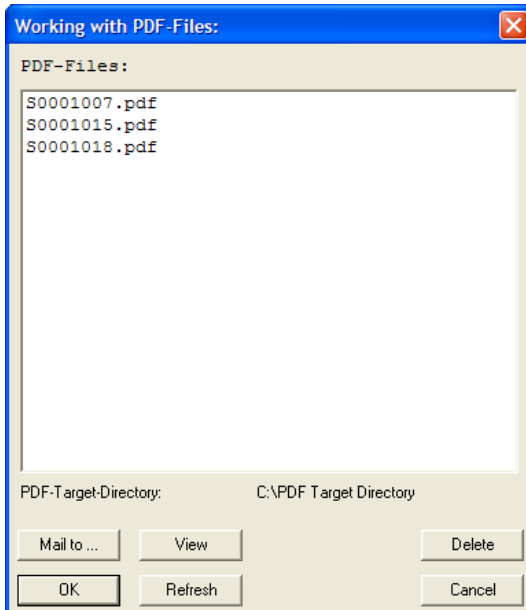 Working with PDF-Files:
PDF-Files:
S0001007.pdf
S0001015.pdf
S0001018.pdf
PDF-Target-Directory: C:\PDF Target Directory
Mail to ... View Delete
OK Refresh Cancel